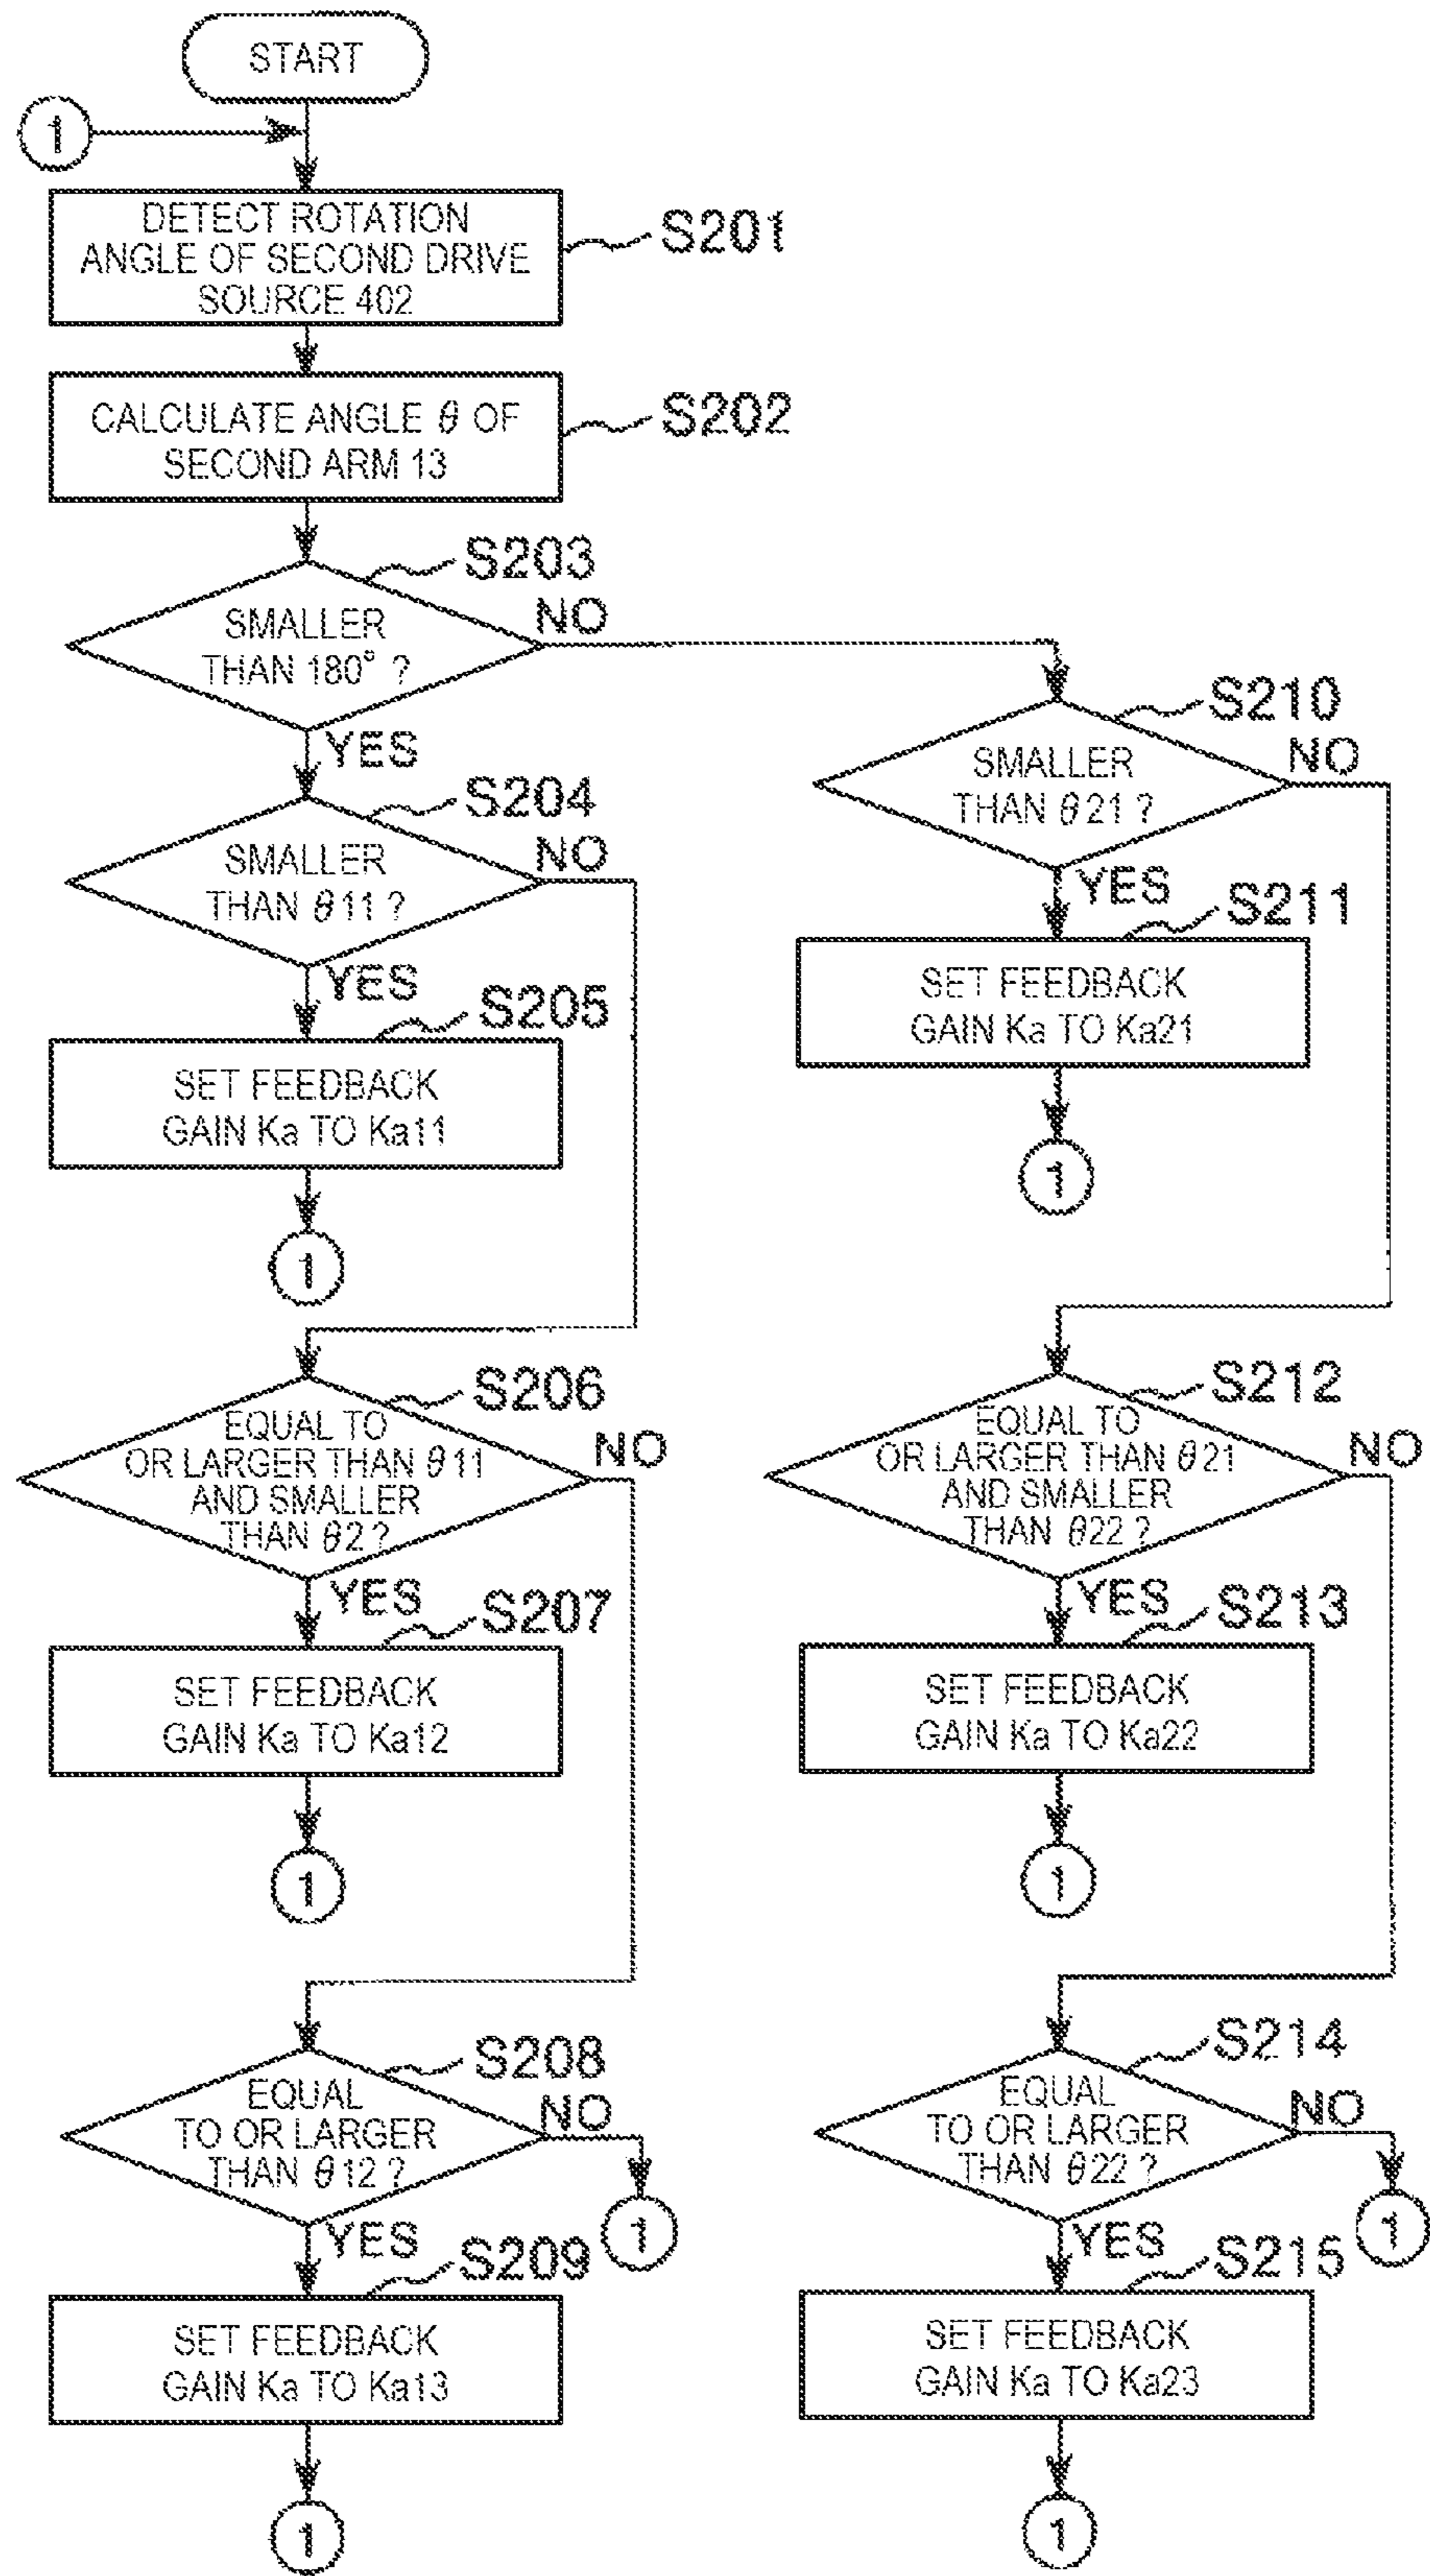 START
1
DETECT ROTATION
ANGLE OF SECOND DRIVE
SOURCE 402
S201
CALCULATE ANGLE θ OF
SECOND ARM 13
S202
S203
SMALLER
THAN 180° ?
NO
YES
S204
SMALLER
THAN θ11 ?
NO
YES
S205
SET FEEDBACK
GAIN Ka TO Ka11
1
S206
EQUAL TO
OR LARGER THAN θ11
AND SMALLER
THAN θ2 ?
NO
YES
S207
SET FEEDBACK
GAIN Ka TO Ka12
1
S208
EQUAL
TO OR LARGER
THAN θ12 ?
NO
1
YES
S209
SET FEEDBACK
GAIN Ka TO Ka13
1
S210
SMALLER
THAN θ21 ?
NO
YES
S211
SET FEEDBACK
GAIN Ka TO Ka21
1
S212
EQUAL TO
OR LARGER THAN θ21
AND SMALLER
THAN θ22 ?
NO
YES
S213
SET FEEDBACK
GAIN Ka TO Ka22
1
S214
EQUAL
TO OR LARGER
THAN θ22 ?
NO
1
YES
S215
SET FEEDBACK
GAIN Ka TO Ka23
1